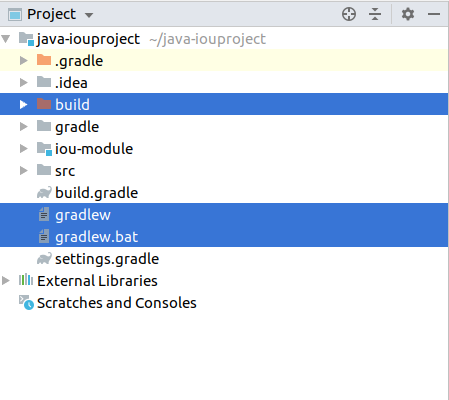 Project
java-iouproject ~/java-iouproject
.gradle
.idea
build
gradle
iou-module
src
build.gradle
gradlew
gradlew.bat
settings.gradle
External Libraries
Scratches and Consoles